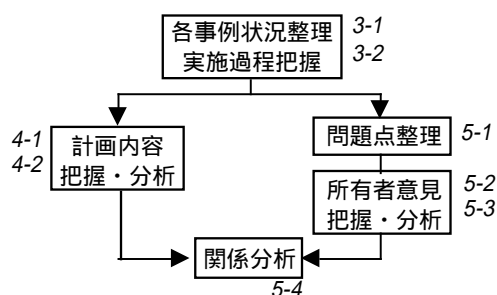 各事例状況整理
実施過程把握
3-1
3-2
4-1
4-2
計画内容
把握・分析
問題点整理
5-1
所有者意見
把握・分析
5-2
5-3
関係分析
5-4